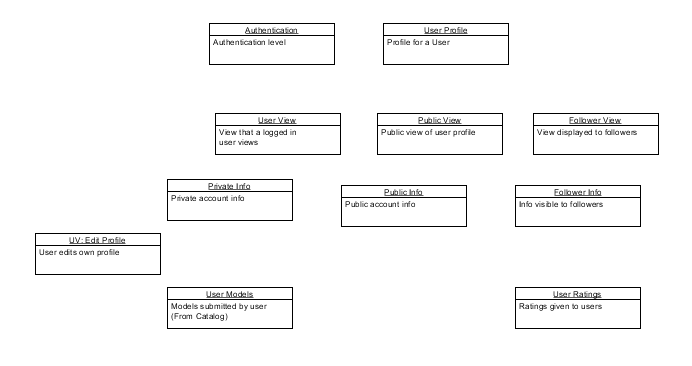 Authentication
Authentication level
User Profile
Profile for a User
User View
View that a logged in
user views
Public View
Public view of user profile
Follower View
View displayed to followers
Private Info
Private account info
Public Info
Public account info
Follower Info
Info visible to followers
UV: Edit Profile
User edits own profile
User Models
Models submitted by user
(From Catalog)
User Ratings
Ratings given to users